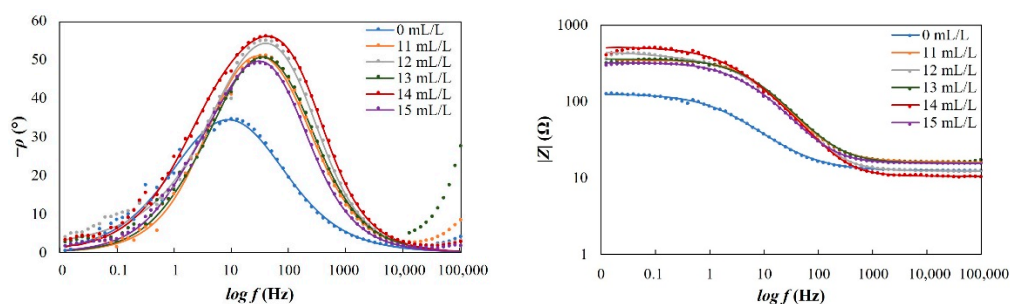 60
50
40
30
20
10
0
−ρ (°)
0 mL/L
11 mL/L
12 mL/L
13 mL/L
14 mL/L
15 mL/L
0 0.1 1 10 100 1000 10,000 100,000
log f (Hz)
1000
100
10
1
|Z| (Ω)
0 mL/L
11 mL/L
12 mL/L
13 mL/L
14 mL/L
15 mL/L
0 0.1 1 10 100 1000 10,000 100,000
log f (Hz)